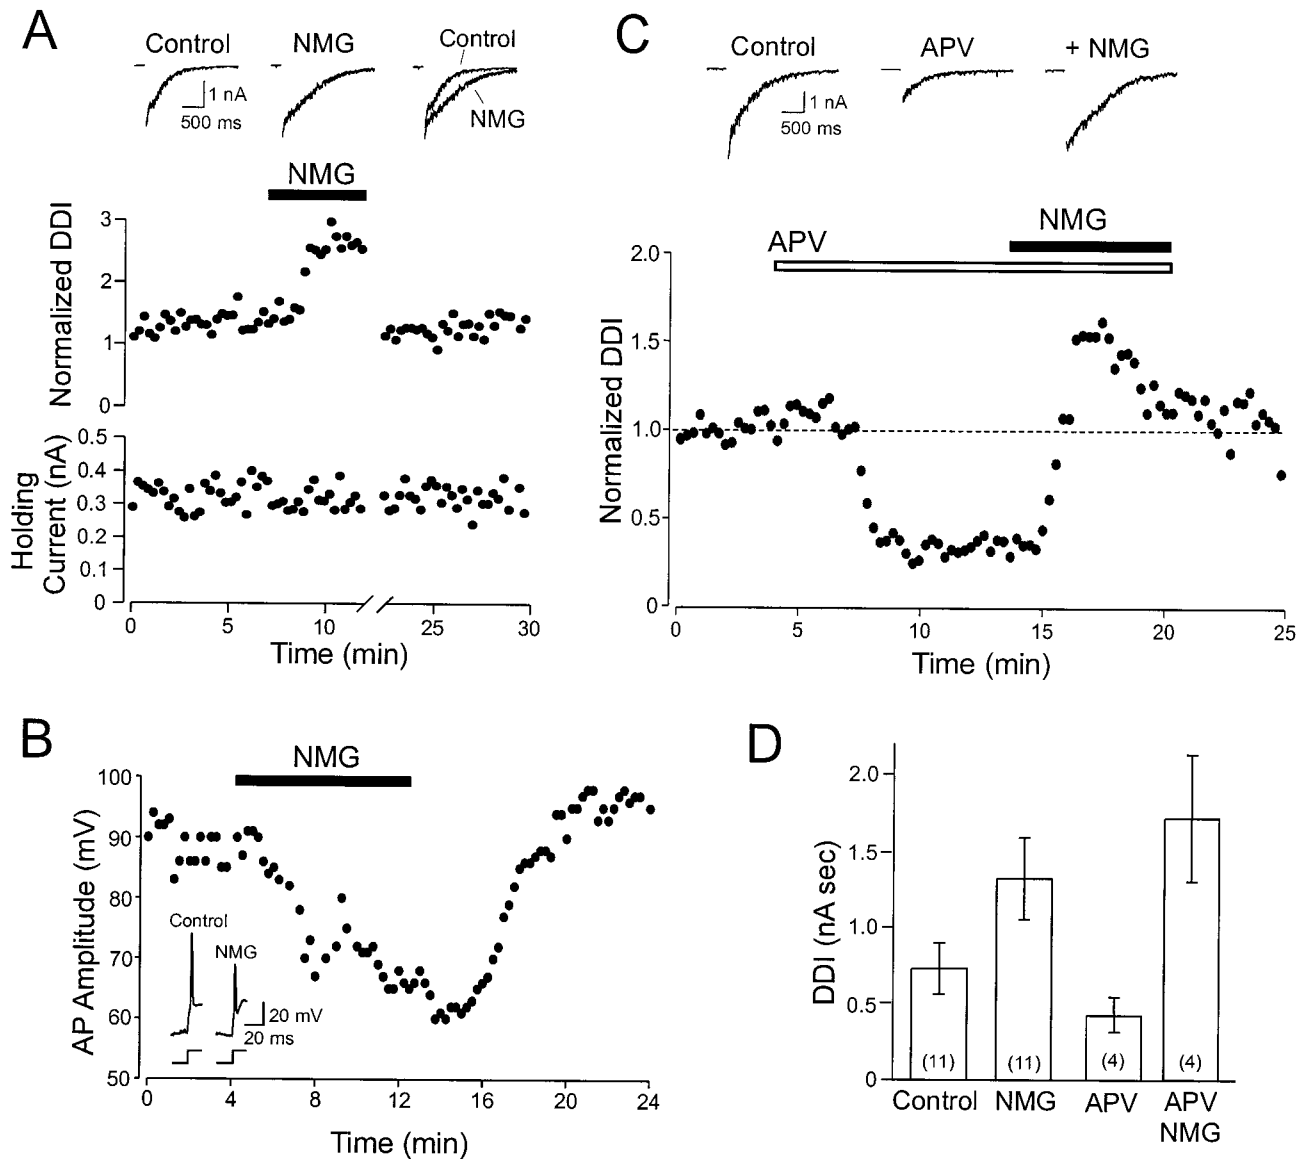 A
Control
NMG
Control
NMG
1 nA
500 ms
NMG
Normalized DDI
3
2
1
0
Holding
Current (nA)
0.5
0.4
0.3
0.2
0.1
0
0
5
10
25
30
Time (min)
C
Control
APV
+ NMG
1 nA
500 ms
NMG
APV
Normalized DDI
2.0
1.5
1.0
0.5
0
0
5
10
15
20
25
Time (min)
B
NMG
AP Amplitude (mV)
100
90
80
70
60
50
Control
NMG
20 mV
20 ms
0
4
8
12
16
20
24
Time (min)
D
DDI (nA sec)
2.0
1.5
1.0
0.5
0
(11)
(11)
(4)
(4)
Control
NMG
APV
APV
NMG